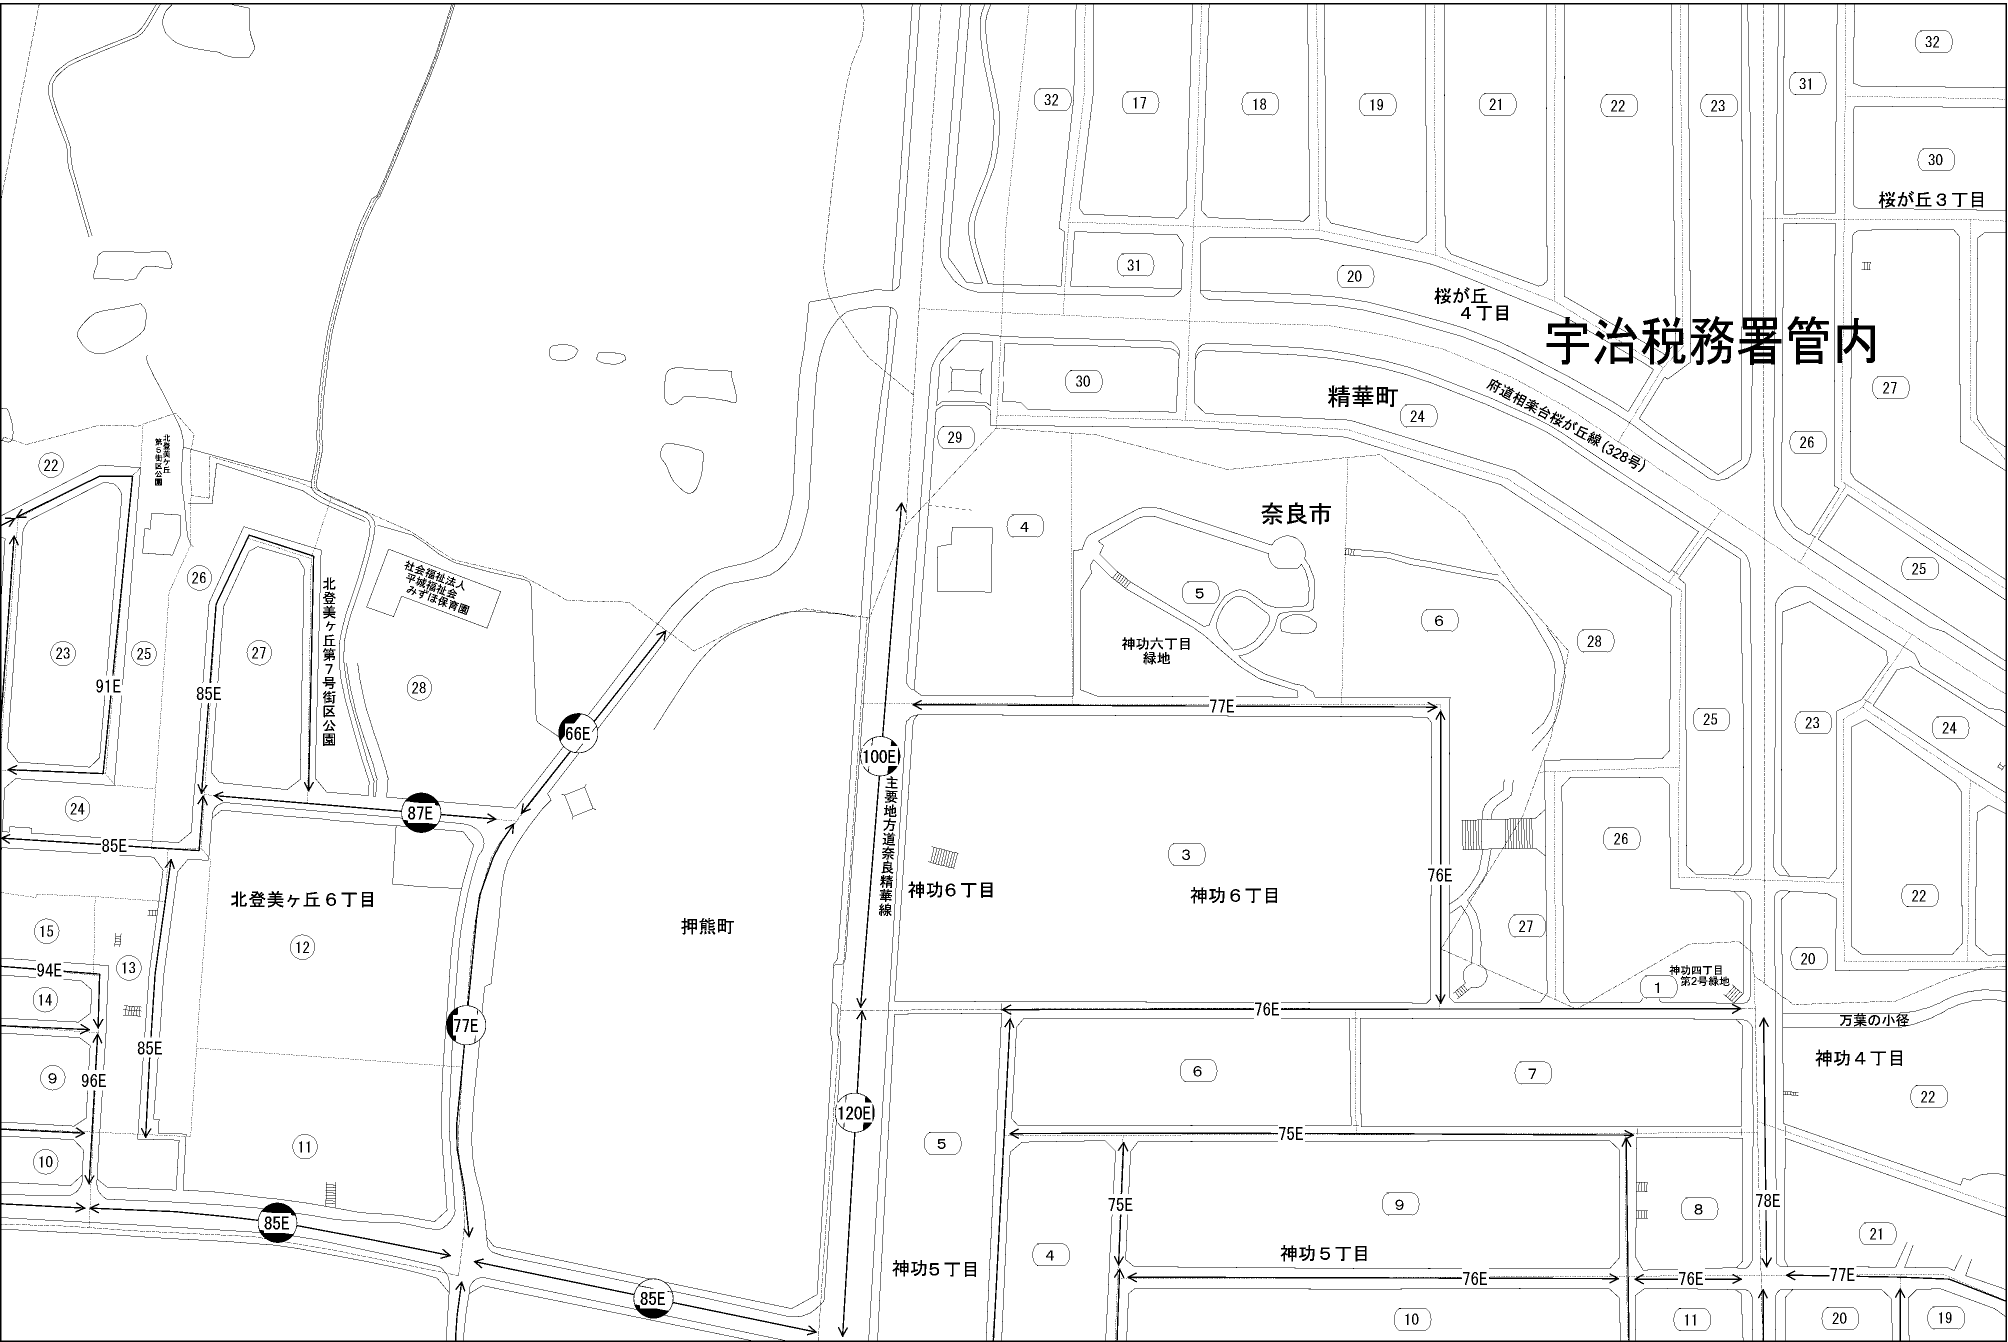 32
17
18
19
21
22
23
31
32
30
桜が丘３丁目
31
20
桜が丘
４丁目
宇治税務署管内
30
精華町
24
府道相楽台桜が丘線(328号)
27
26
29
22
北登美ヶ丘
第５街区公園
4
奈良市
26
社会福祉法人
平城福祉会
みずほ保育園
北登美ヶ丘第７号街区公園
5
6
28
25
23
25
27
28
神功六丁目
緑地
91E
85E
77E
66E
100E
25
23
24
24
87E
主要地方道奈良精華線
85E
3
26
76E
北登美ヶ丘６丁目
神功６丁目
神功６丁目
22
押熊町
15
12
27
13
94E
20
神功四丁目
第2号緑地
1
14
77E
76E
万葉の小径
85E
神功４丁目
9
96E
6
7
22
120E
75E
5
11
10
75E
9
78E
8
85E
21
4
神功５丁目
神功５丁目
76E
76E
77E
85E
10
11
20
19